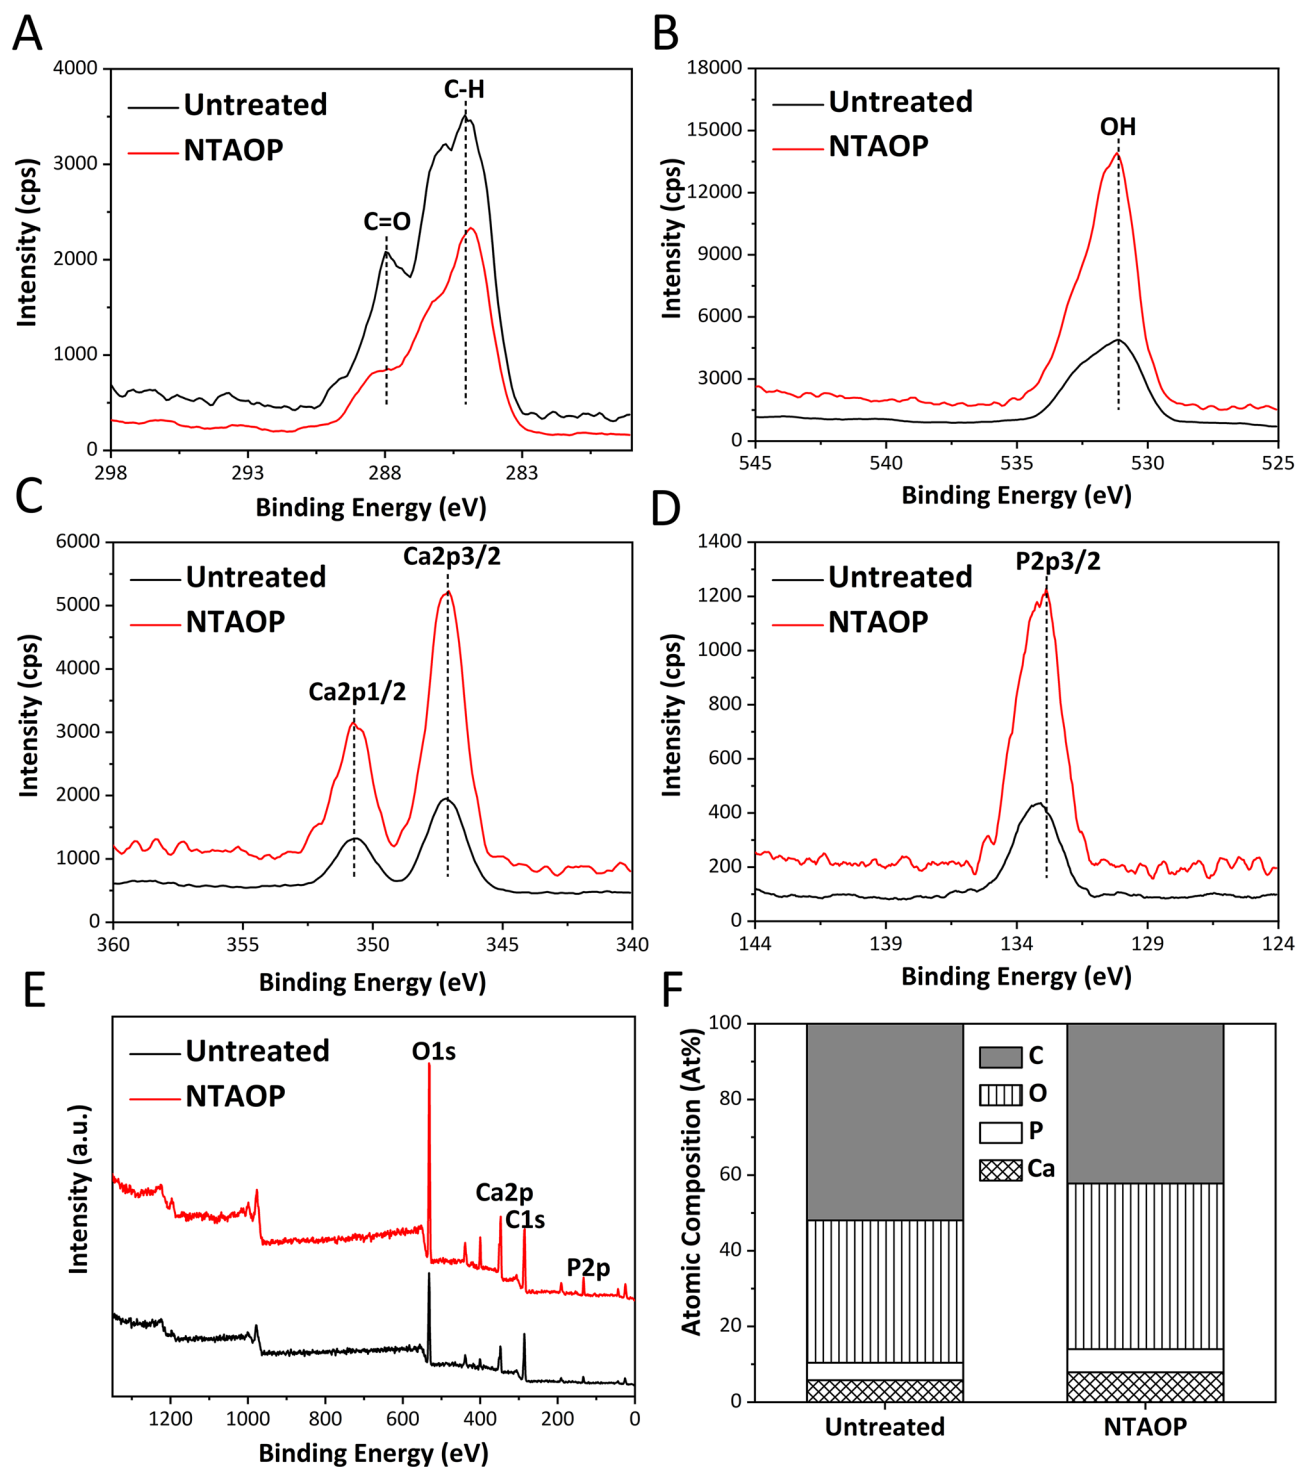 A
4000
3000
2000
1000
0
Intensity (cps)
Untreated
NTAOP
C=O
C-H
298
293
288
283
Binding Energy (eV)
B
18000
15000
12000
9000
6000
3000
0
Intensity (cps)
Untreated
NTAOP
OH
545
540
535
530
525
Binding Energy (eV)
C
6000
5000
4000
3000
2000
1000
0
Intensity (cps)
Untreated
NTAOP
Ca2p1/2
Ca2p3/2
360
355
350
345
340
Binding Energy (eV)
D
1400
1200
1000
800
600
400
200
0
Intensity (cps)
Untreated
NTAOP
P2p3/2
144
139
134
129
124
Binding Energy (eV)
E
Intensity (a.u.)
Untreated
NTAOP
O1s
Ca2p
C1s
P2p
1200
1000
800
600
400
200
0
Binding Energy (eV)
F
100
80
60
40
20
0
Atomic Composition (At%)
C
O
P
Ca
Untreated
NTAOP